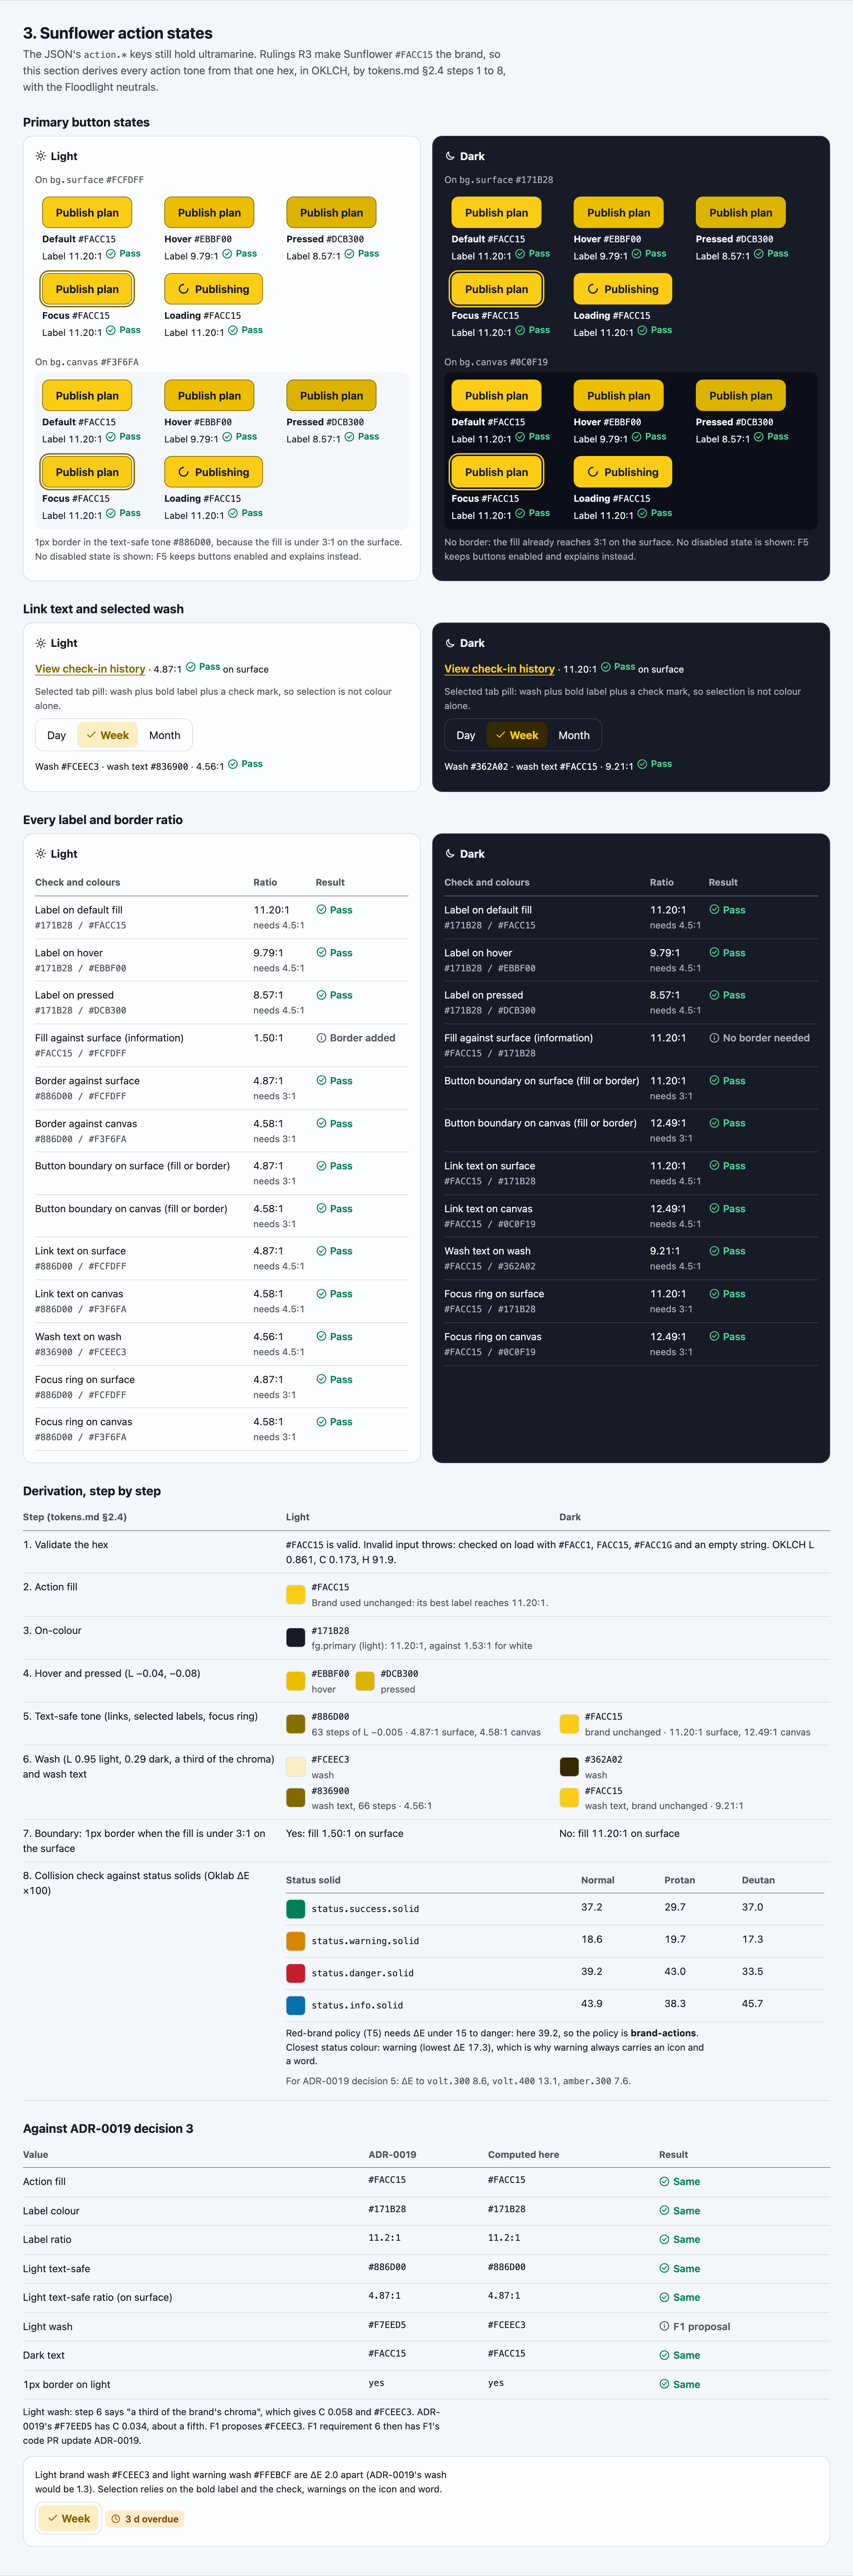 3. Sunflower action states
The JSON's action.* keys still hold ultramarine. Rulings R3 make Sunflower #FACC15 the brand, so
this section derives every action tone from that one hex, in OKLCH, by tokens.md §2.4 steps 1 to 8,
with the Floodlight neutrals.
Primary button states
Light
On bg.surface #FCFDFF
Publish plan Publish plan Publish plan
Default #FACC15 Hover #EBBF00 Pressed #DCB300
Label 11.20:1 Pass Label 9.79:1 Pass Label 8.57:1 Pass
Publish plan Publishing
Focus #FACC15 Loading #FACC15
Label 11.20:1 Pass Label 11.20:1 Pass
On bg.canvas #F3F6FA
Publish plan Publish plan Publish plan
Default #FACC15 Hover #EBBF00 Pressed #DCB300
Label 11.20:1 Pass Label 9.79:1 Pass Label 8.57:1 Pass
Publish plan Publishing
Focus #FACC15 Loading #FACC15
Label 11.20:1 Pass Label 11.20:1 Pass
1px border in the text-safe tone #886D00, because the fill is under 3:1 on the surface.
No disabled state is shown: F5 keeps buttons enabled and explains instead.
Dark
On bg.surface #171B28
Publish plan Publish plan Publish plan
Default #FACC15 Hover #EBBF00 Pressed #DCB300
Label 11.20:1 Pass Label 9.79:1 Pass Label 8.57:1 Pass
Publish plan Publishing
Focus #FACC15 Loading #FACC15
Label 11.20:1 Pass Label 11.20:1 Pass
On bg.canvas #0C0F19
Publish plan Publish plan Publish plan
Default #FACC15 Hover #EBBF00 Pressed #DCB300
Label 11.20:1 Pass Label 9.79:1 Pass Label 8.57:1 Pass
Publish plan Publishing
Focus #FACC15 Loading #FACC15
Label 11.20:1 Pass Label 11.20:1 Pass
No border: the fill already reaches 3:1 on the surface. No disabled state is shown: F5
keeps buttons enabled and explains instead.
Link text and selected wash
Light
View check-in history · 4.87:1 Pass on surface
Selected tab pill: wash plus bold label plus a check mark, so selection is not colour
alone.
Day Week Month
Wash #FCEEC3 · wash text #836900 · 4.56:1 Pass
Dark
View check-in history · 11.20:1 Pass on surface
Selected tab pill: wash plus bold label plus a check mark, so selection is not colour
alone.
Day Week Month
Wash #362A02 · wash text #FACC15 · 9.21:1 Pass
Every label and border ratio
Light
Check and colours Ratio Result
Label on default fill 11.20:1 Pass
#171B28 / #FACC15 needs 4.5:1
Label on hover 9.79:1 Pass
#171B28 / #EBBF00 needs 4.5:1
Label on pressed 8.57:1 Pass
#171B28 / #DCB300 needs 4.5:1
Fill against surface (information) 1.50:1 Border added
#FACC15 / #FCFDFF
Border against surface 4.87:1 Pass
#886D00 / #FCFDFF needs 3:1
Border against canvas 4.58:1 Pass
#886D00 / #F3F6FA needs 3:1
Button boundary on surface (fill or border) 4.87:1 Pass
needs 3:1
Button boundary on canvas (fill or border) 4.58:1 Pass
needs 3:1
Link text on surface 4.87:1 Pass
#886D00 / #FCFDFF needs 4.5:1
Link text on canvas 4.58:1 Pass
#886D00 / #F3F6FA needs 4.5:1
Wash text on wash 4.56:1 Pass
#836900 / #FCEEC3 needs 4.5:1
Focus ring on surface 4.87:1 Pass
#886D00 / #FCFDFF needs 3:1
Focus ring on canvas 4.58:1 Pass
#886D00 / #F3F6FA needs 3:1
Dark
Check and colours Ratio Result
Label on default fill 11.20:1 Pass
#171B28 / #FACC15 needs 4.5:1
Label on hover 9.79:1 Pass
#171B28 / #EBBF00 needs 4.5:1
Label on pressed 8.57:1 Pass
#171B28 / #DCB300 needs 4.5:1
Fill against surface (information) 11.20:1 No border needed
#FACC15 / #171B28
Button boundary on surface (fill or border) 11.20:1 Pass
needs 3:1
Button boundary on canvas (fill or border) 12.49:1 Pass
needs 3:1
Link text on surface 11.20:1 Pass
#FACC15 / #171B28 needs 4.5:1
Link text on canvas 12.49:1 Pass
#FACC15 / #0C0F19 needs 4.5:1
Wash text on wash 9.21:1 Pass
#FACC15 / #362A02 needs 4.5:1
Focus ring on surface 11.20:1 Pass
#FACC15 / #171B28 needs 3:1
Focus ring on canvas 12.49:1 Pass
#FACC15 / #0C0F19 needs 3:1
Derivation, step by step
Step (tokens.md §2.4) Light Dark
1. Validate the hex #FACC15 is valid. Invalid input throws: checked on load with #FACC1, FACC15, #FACC1G and an empty string. OKLCH L
0.861, C 0.173, H 91.9.
2. Action fill #FACC15
Brand used unchanged: its best label reaches 11.20:1.
3. On-colour #171B28
fg.primary (light): 11.20:1, against 1.53:1 for white
4. Hover and pressed (L −0.04, −0.08) #EBBF00 #DCB300
hover pressed
5. Text-safe tone (links, selected labels, focus ring) #886D00 #FACC15
63 steps of L −0.005 · 4.87:1 surface, 4.58:1 canvas brand unchanged · 11.20:1 surface, 12.49:1 canvas
6. Wash (L 0.95 light, 0.29 dark, a third of the chroma) #FCEEC3 #362A02
and wash text wash wash
#836900 #FACC15
wash text, 66 steps · 4.56:1 wash text, brand unchanged · 9.21:1
7. Boundary: 1px border when the fill is under 3:1 on Yes: fill 1.50:1 on surface No: fill 11.20:1 on surface
the surface
8. Collision check against status solids (Oklab ΔE
×100)
Status solid Normal Protan Deutan
status.success.solid 37.2 29.7 37.0
status.warning.solid 18.6 19.7 17.3
status.danger.solid 39.2 43.0 33.5
status.info.solid 43.9 38.3 45.7
Red-brand policy (T5) needs ΔE under 15 to danger: here 39.2, so the policy is brand-actions.
Closest status colour: warning (lowest ΔE 17.3), which is why warning always carries an icon and
a word.
For ADR-0019 decision 5: ΔE to volt.300 8.6, volt.400 13.1, amber.300 7.6.
Against ADR-0019 decision 3
Value ADR-0019 Computed here Result
Action fill #FACC15 #FACC15 Same
Label colour #171B28 #171B28 Same
Label ratio 11.2:1 11.2:1 Same
Light text-safe #886D00 #886D00 Same
Light text-safe ratio (on surface) 4.87:1 4.87:1 Same
Light wash #F7EED5 #FCEEC3 F1 proposal
Dark text #FACC15 #FACC15 Same
1px border on light yes yes Same
Light wash: step 6 says "a third of the brand's chroma", which gives C 0.058 and #FCEEC3. ADR-
0019's #F7EED5 has C 0.034, about a fifth. F1 proposes #FCEEC3. F1 requirement 6 then has F1's
code PR update ADR-0019.
Light brand wash #FCEEC3 and light warning wash #FFEBCF are ΔE 2.0 apart (ADR-0019's wash
would be 1.3). Selection relies on the bold label and the check, warnings on the icon and word.
Week 3 d overdue